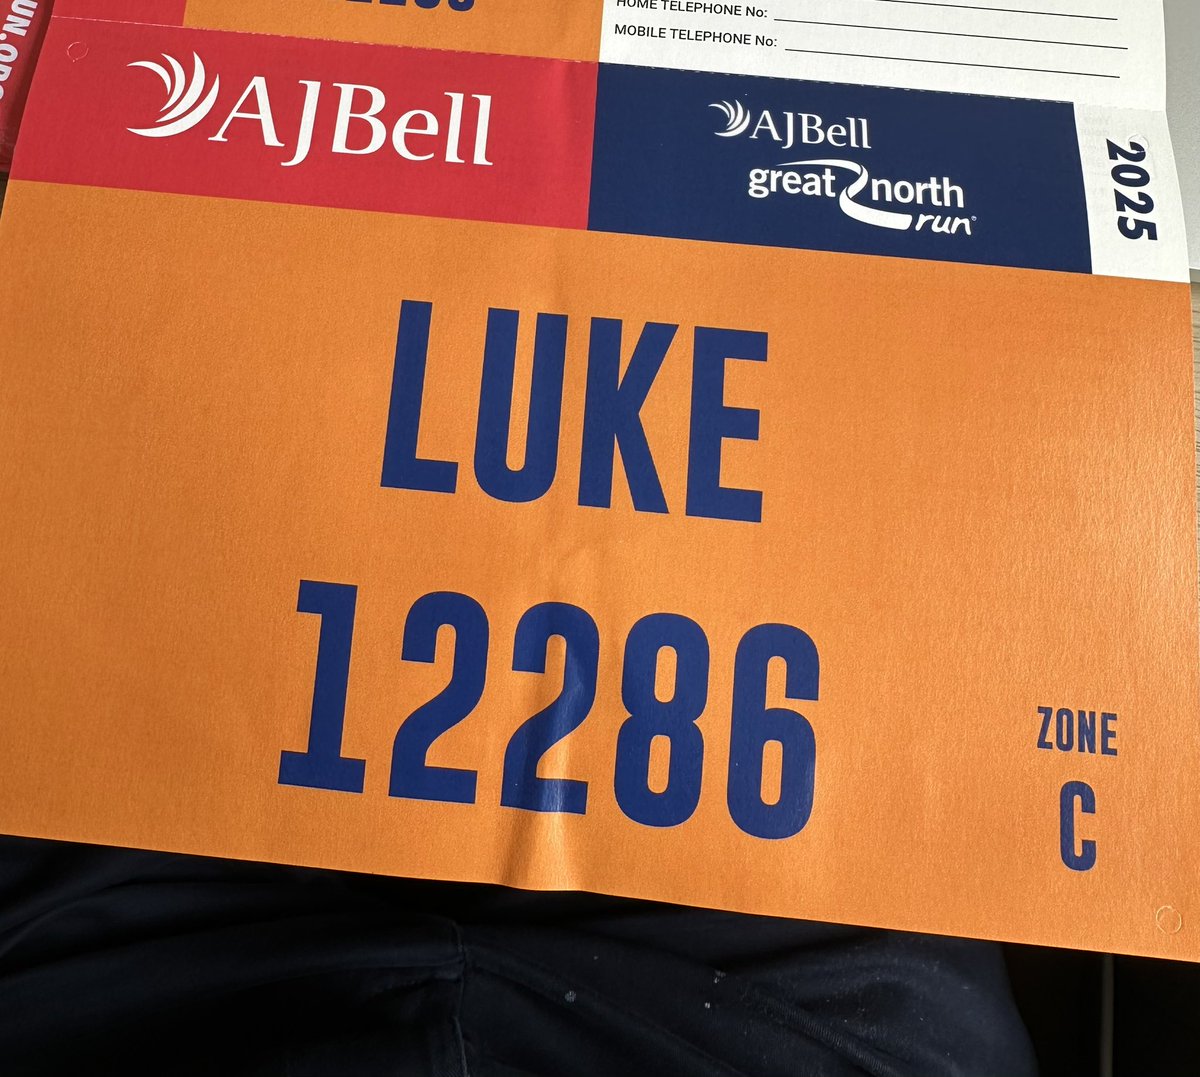 HOME TELEPHONE No:
MOBILE TELEPHONE No:
AJBell
AJBell
great north
run
2025
LUKE
12286
ZONE
C